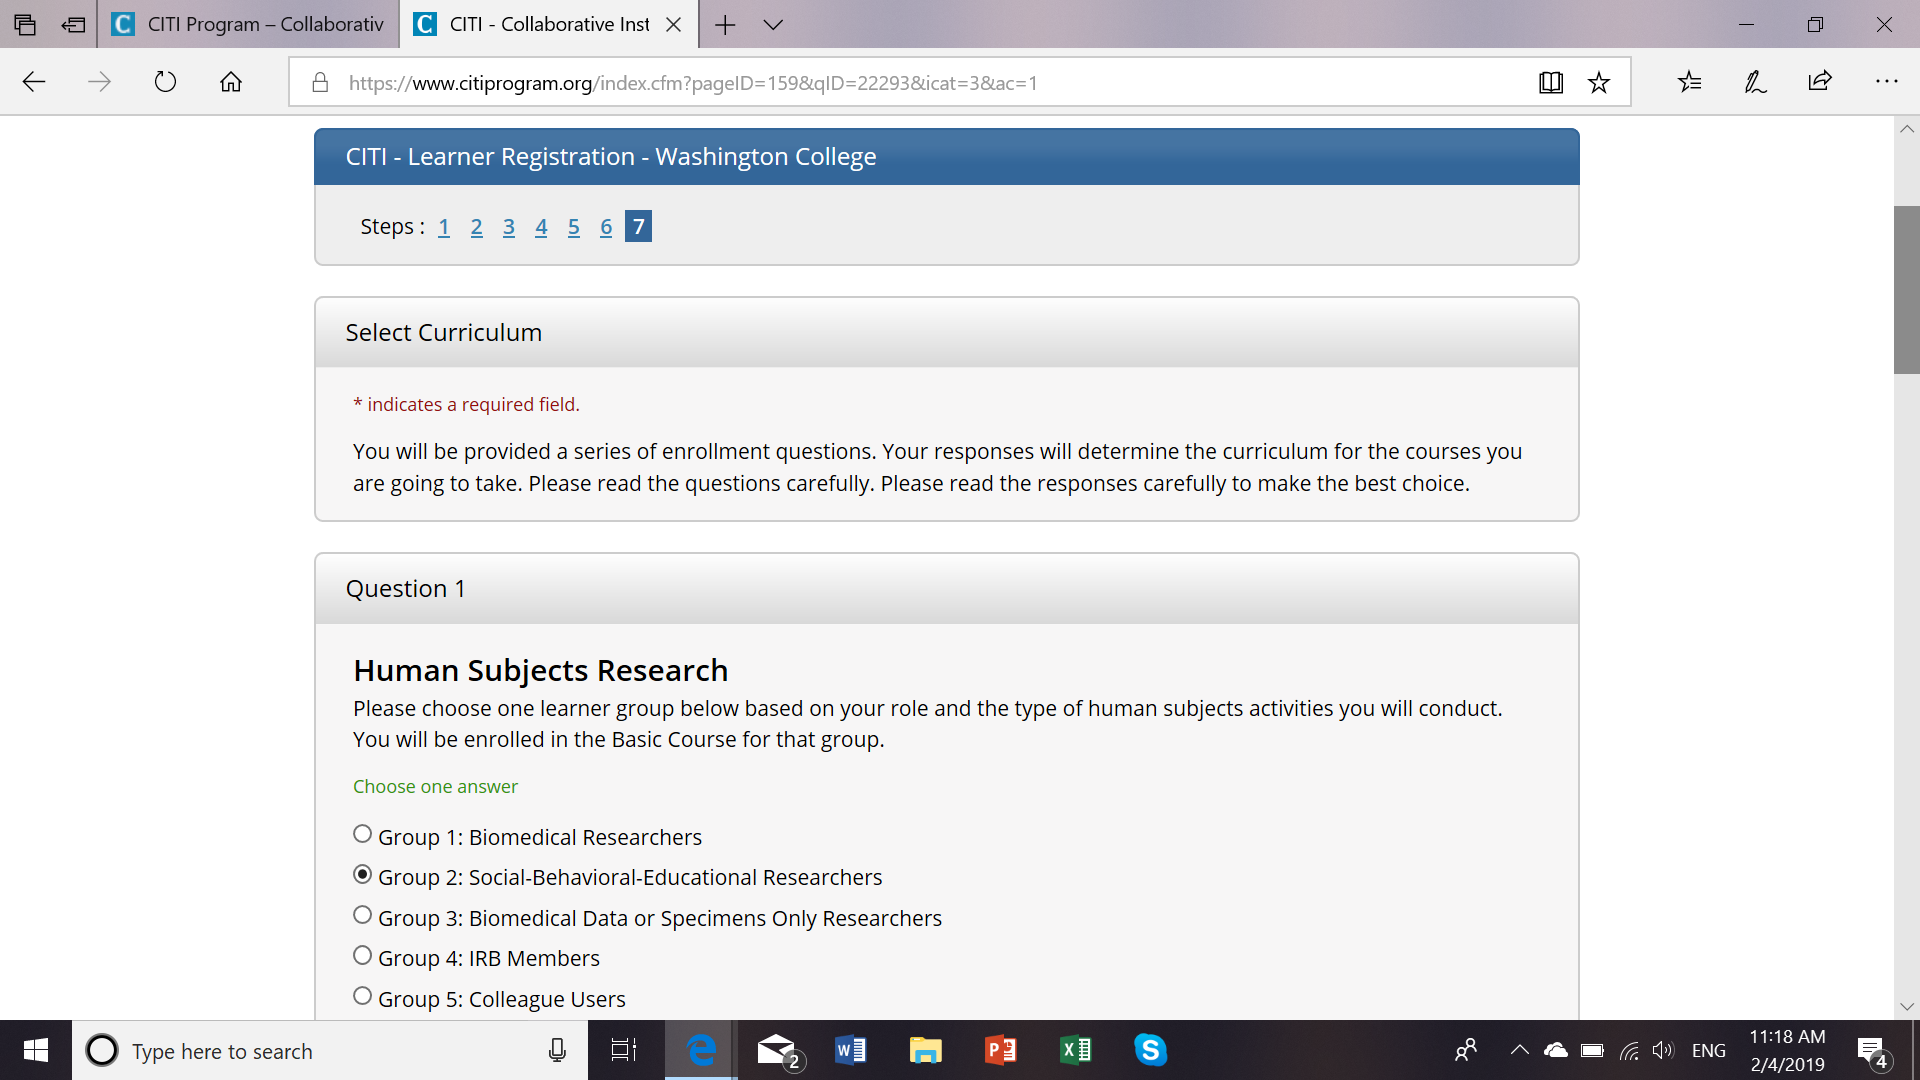 CITI Program – Collaborativ
CITI - Collaborative Inst
https://www.citiprogram.org/index.cfm?pageID=159&qID=22293&icat=3&ac=1
CITI - Learner Registration - Washington College
Steps : 1 2 3 4 5 6 7
Select Curriculum
* indicates a required field.
You will be provided a series of enrollment questions. Your responses will determine the curriculum for the courses you
are going to take. Please read the questions carefully. Please read the responses carefully to make the best choice.
Question 1
Human Subjects Research
Please choose one learner group below based on your role and the type of human subjects activities you will conduct.
You will be enrolled in the Basic Course for that group.
Choose one answer
Group 1: Biomedical Researchers
Group 2: Social-Behavioral-Educational Researchers
Group 3: Biomedical Data or Specimens Only Researchers
Group 4: IRB Members
Group 5: Colleague Users
Type here to search
2
ENG
11:18 AM
2/4/2019
4